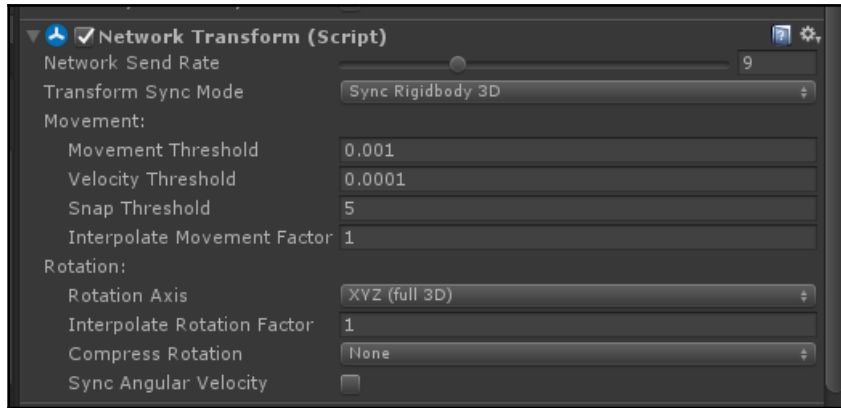 Network Transform (Script)
Network Send Rate 9
Transform Sync Mode Sync Rigidbody 3D
Movement:
Movement Threshold 0.001
Velocity Threshold 0.0001
Snap Threshold 5
Interpolate Movement Factor 1
Rotation:
Rotation Axis XYZ (full 3D)
Interpolate Rotation Factor 1
Compress Rotation None
Sync Angular Velocity